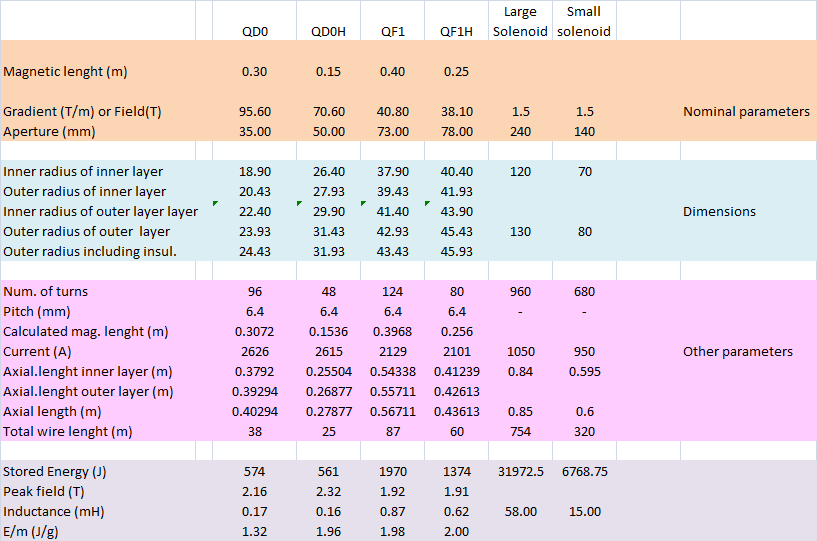 Large Small
QD0 QD0H QF1 QF1H Solenoid solenoid
Magnetic lenght (m) 0.30 0.15 0.40 0.25
Gradient (T/m) or Field(T) 95.60 70.60 40.80 38.10 1.5 1.5 Nominal parameters
Aperture (mm) 35.00 50.00 73.00 78.00 240 140
Inner radius of inner layer 18.90 26.40 37.90 40.40 120 70
Outer radius of inner layer 20.43 27.93 39.43 41.93
Inner radius of outer layer layer 22.40 29.90 41.40 43.90 Dimensions
Outer radius of outer layer 23.93 31.43 42.93 45.43 130 80
Outer radius including insul. 24.43 31.93 43.43 45.93
Num. of turns 96 48 124 80 960 680
Pitch (mm) 6.4 6.4 6.4 6.4 - -
Calculated mag. lenght (m) 0.3072 0.1536 0.3968 0.256
Current (A) 2626 2615 2129 2101 1050 950 Other parameters
Axial.lenght inner layer (m) 0.3792 0.25504 0.54338 0.41239 0.84 0.595
Axial.lenght outer layer (m) 0.39294 0.26877 0.55711 0.42613
Axial length (m) 0.40294 0.27877 0.56711 0.43613 0.85 0.6
Total wire lenght (m) 38 25 87 60 754 320
Stored Energy (J) 574 561 1970 1374 31972.5 6768.75
Peak field (T) 2.16 2.32 1.92 1.91
Inductance (mH) 0.17 0.16 0.87 0.62 58.00 15.00
E/m (J/g) 1.32 1.96 1.98 2.00